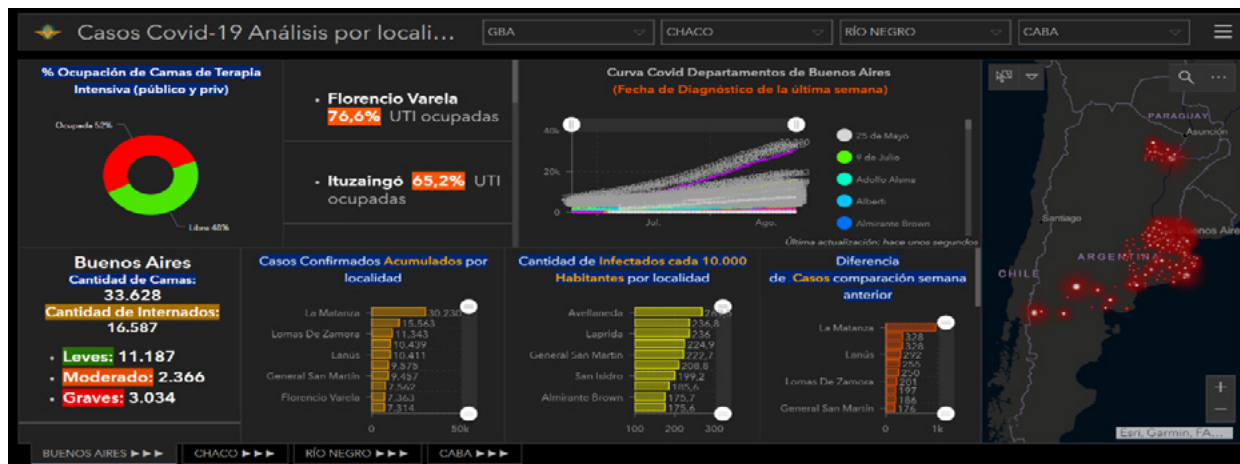 Casos Covid-19 Análisis por locali...
GBA
CHACO
RÍO NEGRO
CABA
% Ocupación de Camas de Terapia
Intensiva (público y priv)
Ocupada 52%
Libre 48%
• Florencio Varela
76,6% UTI ocupadas
• Ituzaingó 65,2% UTI
ocupadas
Curva Covid Departamentos de Buenos Aires
(Fecha de Diagnóstico de la última semana)
40k
20k
0
Jul.
Ago.
25 de Mayo
9 de Julio
Adolfo Alsina
Alberti
Almirante Brown
Última actualización: hace unos segundos
PARAGUAY
Asunción
Santiago
Buenos Aire
CHILE
ARGENTINA
Esri, Garmin, FA...
Buenos Aires
Cantidad de Camas:
33.628
Cantidad de Internados:
16.587
• Leves: 11.187
• Moderado: 2.366
• Graves: 3.034
Casos Confirmados Acumulados por
localidad
La Matanza 30.230
15.563
Lomas De Zamora 11.343
10.439
Lanús 10.411
9.575
General San Martín 9.457
7.562
Florencio Varela 7.363
7.314
0
50k
Cantidad de Infectados cada 10.000
Habitantes por localidad
Avellaneda
236,8
Laprida 236
224,9
General San Martín 222,7
208,8
San Isidro 199,2
185,6
Almirante Brown 175,7
175,6
100
200
300
Diferencia
de Casos comparación semana
anterior
La Matanza
328
328
Lanús 292
255
250
Lomas De Zamora 201
197
186
General San Martín 176
0
1k
BUENOS AIRES ►►►
CHACO ►►►
RÍO NEGRO ►►►
CABA ►►►